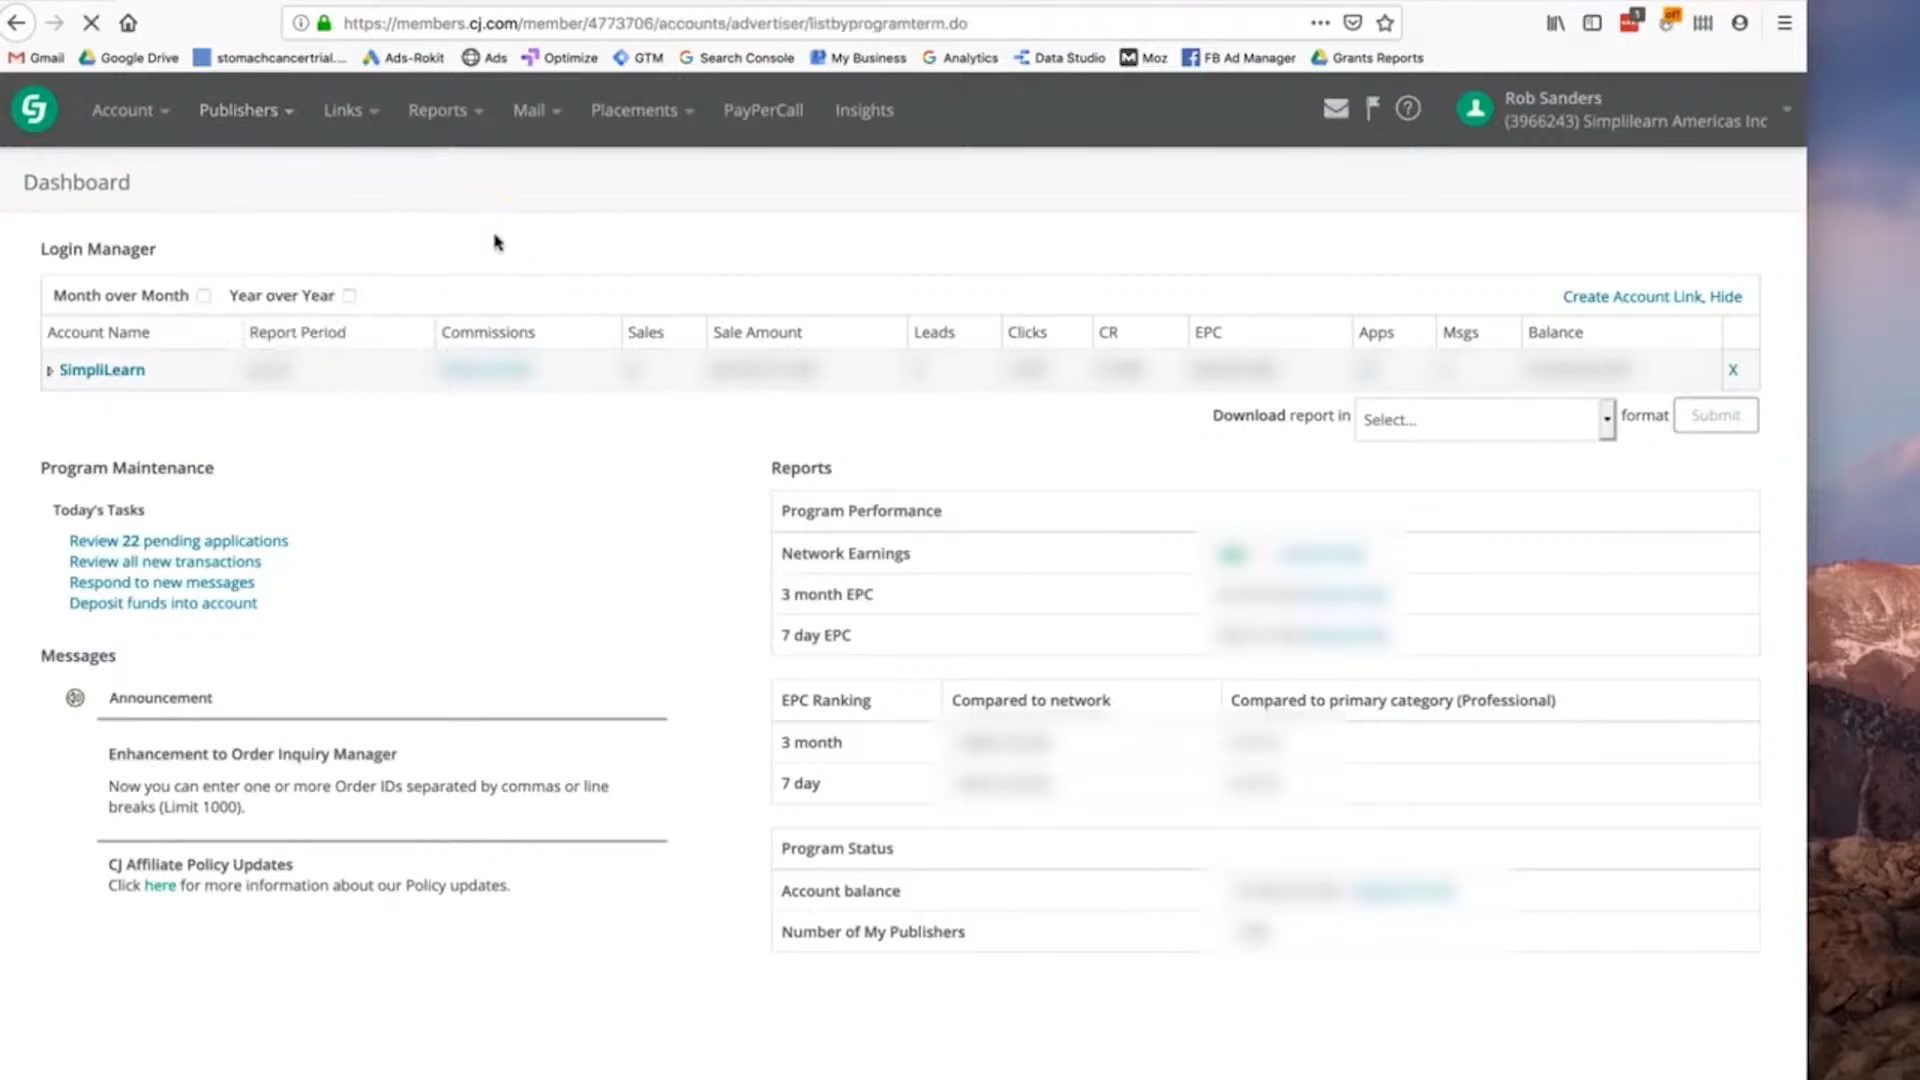 https://members.cj.com/member/4773706/accounts/advertiser/listbyprogramterm.do
Gmail Google Drive stomachcancertrial.... Ads-Rokit Ads Optimize GTM Search Console My Business Analytics Data Studio Moz FB Ad Manager Grants Reports
Account Publishers Links Reports Mail Placements PayPerCall Insights
Rob Sanders
(3966243) Simplilearn Americas Inc
Dashboard
Login Manager
Month over Month Year over Year Create Account Link, Hide
Account Name Report Period Commissions Sales Sale Amount Leads Clicks CR EPC Apps Msgs Balance
SimpliLearn X
Download report in Select... format Submit
Program Maintenance
Today's Tasks
Review 22 pending applications
Review all new transactions
Respond to new messages
Deposit funds into account
Messages
Announcement
Enhancement to Order Inquiry Manager
Now you can enter one or more Order IDs separated by commas or line
breaks (Limit 1000).
CJ Affiliate Policy Updates
Click here for more information about our Policy updates.
Reports
Program Performance
Network Earnings
3 month EPC
7 day EPC
EPC Ranking Compared to network Compared to primary category (Professional)
3 month
7 day
Program Status
Account balance
Number of My Publishers